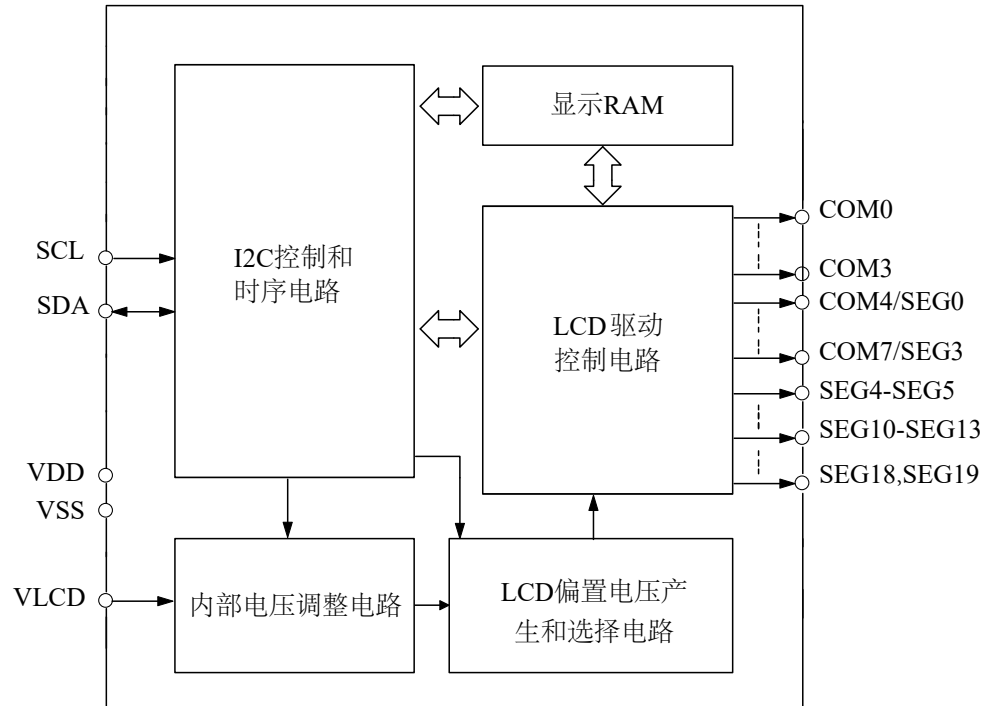 显示RAM
COM0
SCL
I2C控制和
时序电路
COM3
SDA
COM4/SEG0
LCD驱动
控制电路
COM7/SEG3
SEG4-SEG5
SEG10-SEG13
VDD
SEG18,SEG19
VSS
VLCD
内部电压调整电路
LCD偏置电压产
生和选择电路